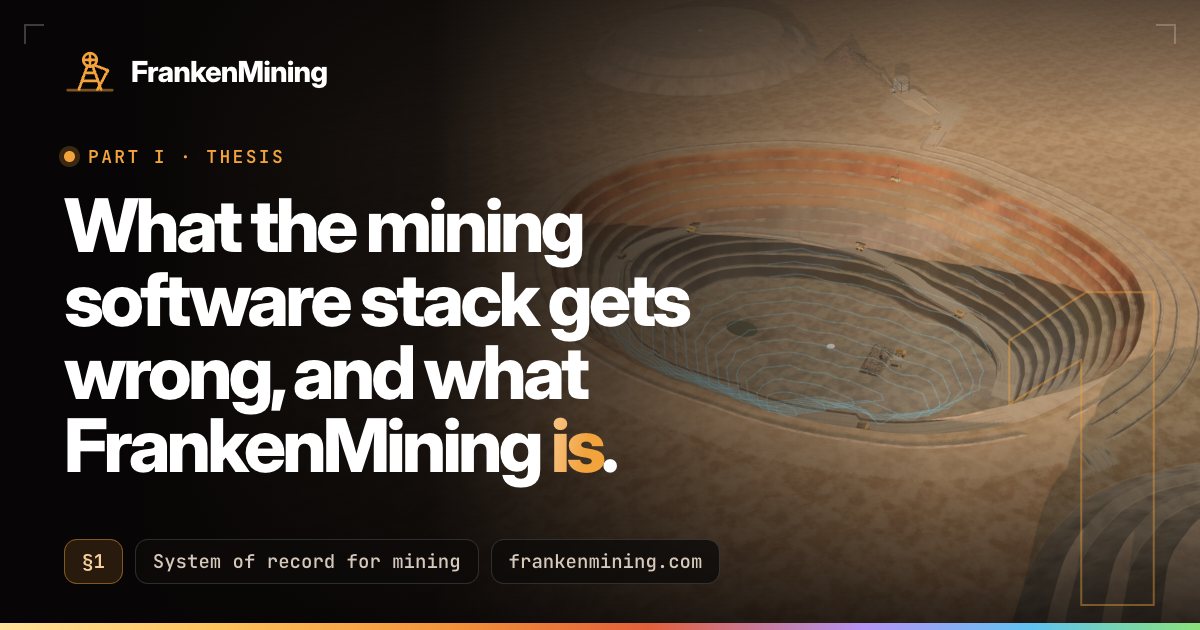 FrankenMining
PART I · THESIS
What the mining
software stack gets
wrong, and what
FrankenMining is.
§1
System of record for mining
frankenmining.com